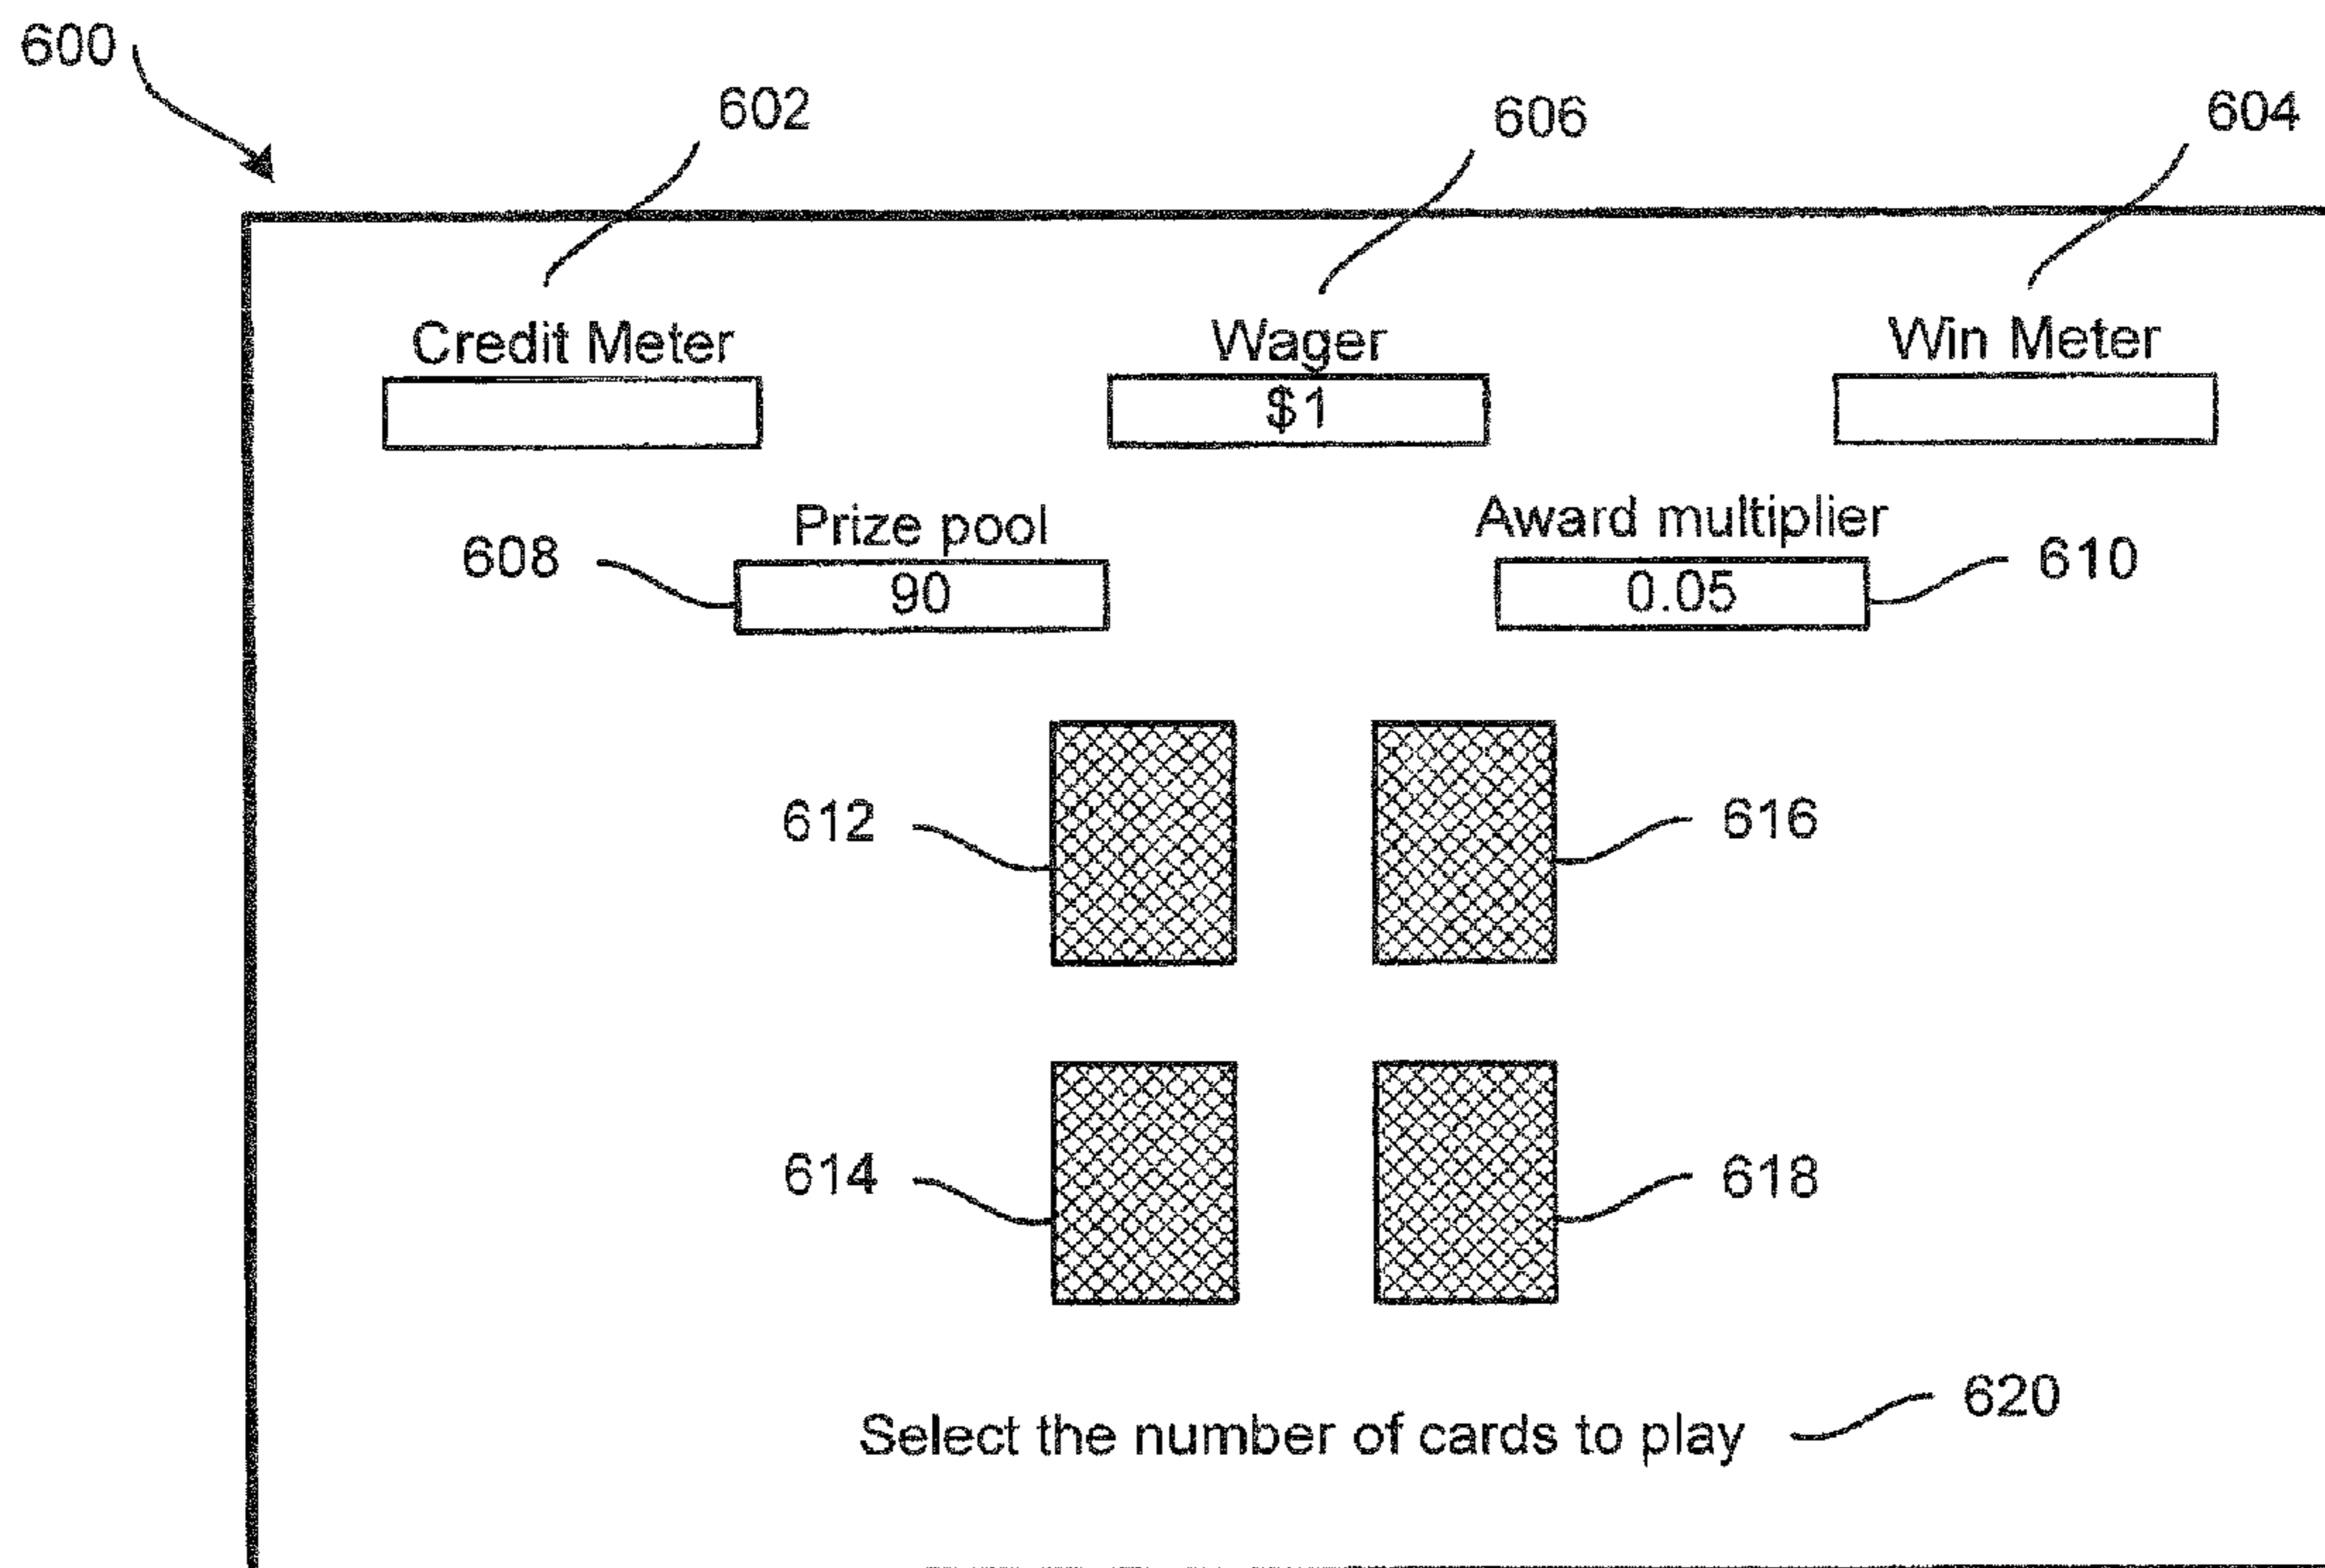 600
602
606
604
Credit Meter
Wager
Win Meter
$1
Prize pool
Award multiplier
608
90
0.05
610
612
616
614
618
Select the number of cards to play
620